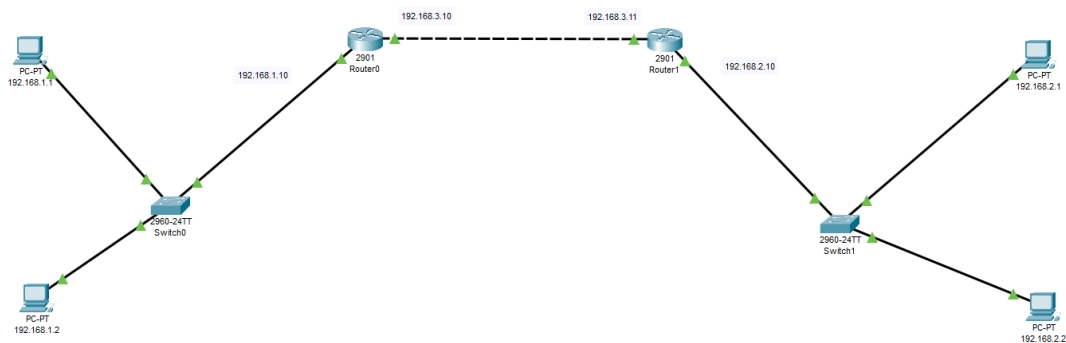 192.168.3.10
192.168.3.11
2901
Router0
2901
Router1
PC-PT
192.168.1.1
192.168.1.10
192.168.2.10
PC-PT
192.168.2.1
2960-24TT
Switch0
2960-24TT
Switch1
PC-PT
192.168.1.2
PC-PT
192.168.2.2